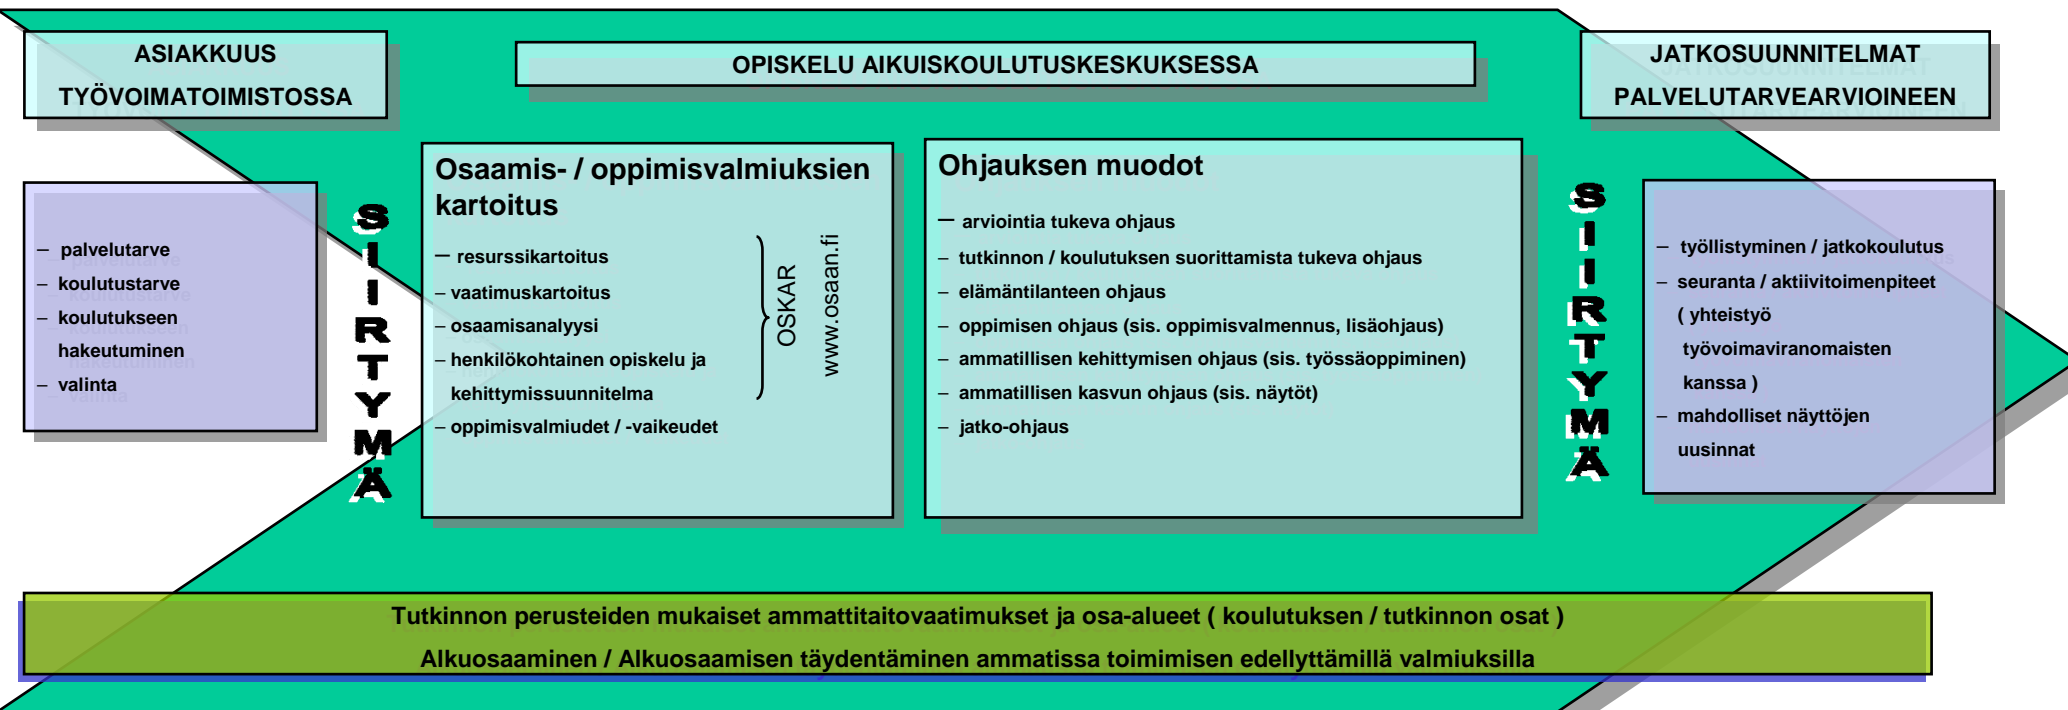 ASIAKKUUS
TYÖVOIMATOIMISTOSSA
OPISKELU AIKUISKOULUTUSKESKUKSESSA
JATKOSUUNNITELMAT
PALVELUTARVEARVIOINEEN
– palvelutarve
– koulutustarve
– koulutukseen
hakeutuminen
– valinta
SIIRTYMÄ
Osaamis- / oppimisvalmiuksien
kartoitus
– resurssikartoitus
– vaatimuskartoitus
– osaamisanalyysi
– henkilökohtainen opiskelu ja
kehittymissuunnitelma
– oppimisvalmiudet / -vaikeudet
OSKAR
www.osaan.fi
Ohjauksen muodot
– arviointia tukeva ohjaus
– tutkinnon / koulutuksen suorittamista tukeva ohjaus
– elämäntilanteen ohjaus
– oppimisen ohjaus (sis. oppimisvalmennus, lisäohjaus)
– ammatillisen kehittymisen ohjaus (sis. työssäoppiminen)
– ammatillisen kasvun ohjaus (sis. näytöt)
– jatko-ohjaus
SIIRTYMÄ
– työllistyminen / jatkokoulutus
– seuranta / aktiivitoimenpiteet
( yhteistyö
työvoimaviranomaisten
kanssa )
– mahdolliset näyttöjen
uusinnat
Tutkinnon perusteiden mukaiset ammattitaitovaatimukset ja osa-alueet ( koulutuksen / tutkinnon osat )
Alkuosaaminen / Alkuosaamisen täydentäminen ammatissa toimimisen edellyttämillä valmiuksilla